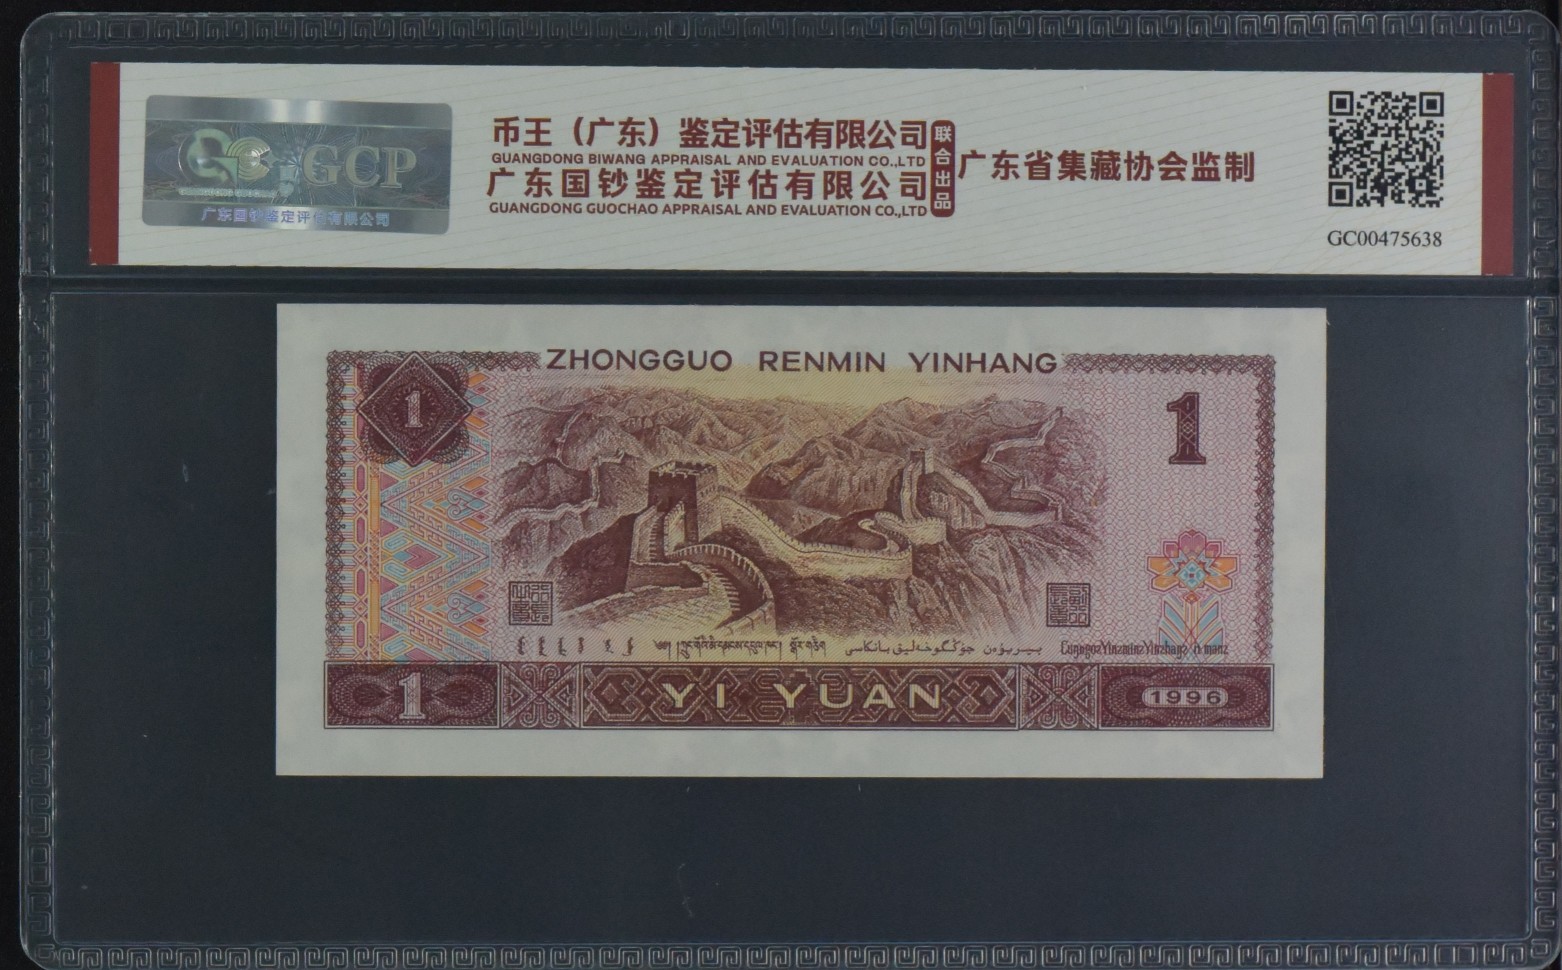 GCP
广东国钞鉴定评估有限公司
币王（广东）鉴定评估有限公司
GUANGDONG BIWANG APPRAISAL AND EVALUATION CO.,LTD
广东国钞鉴定评估有限公司
GUANGDONG GUOCHAO APPRAISAL AND EVALUATION CO.,LTD
联合出品
广东省集藏协会监制
GC00475638
ZHONGGUO RENMIN YINHANG
1
1
1
YI YUAN
1996